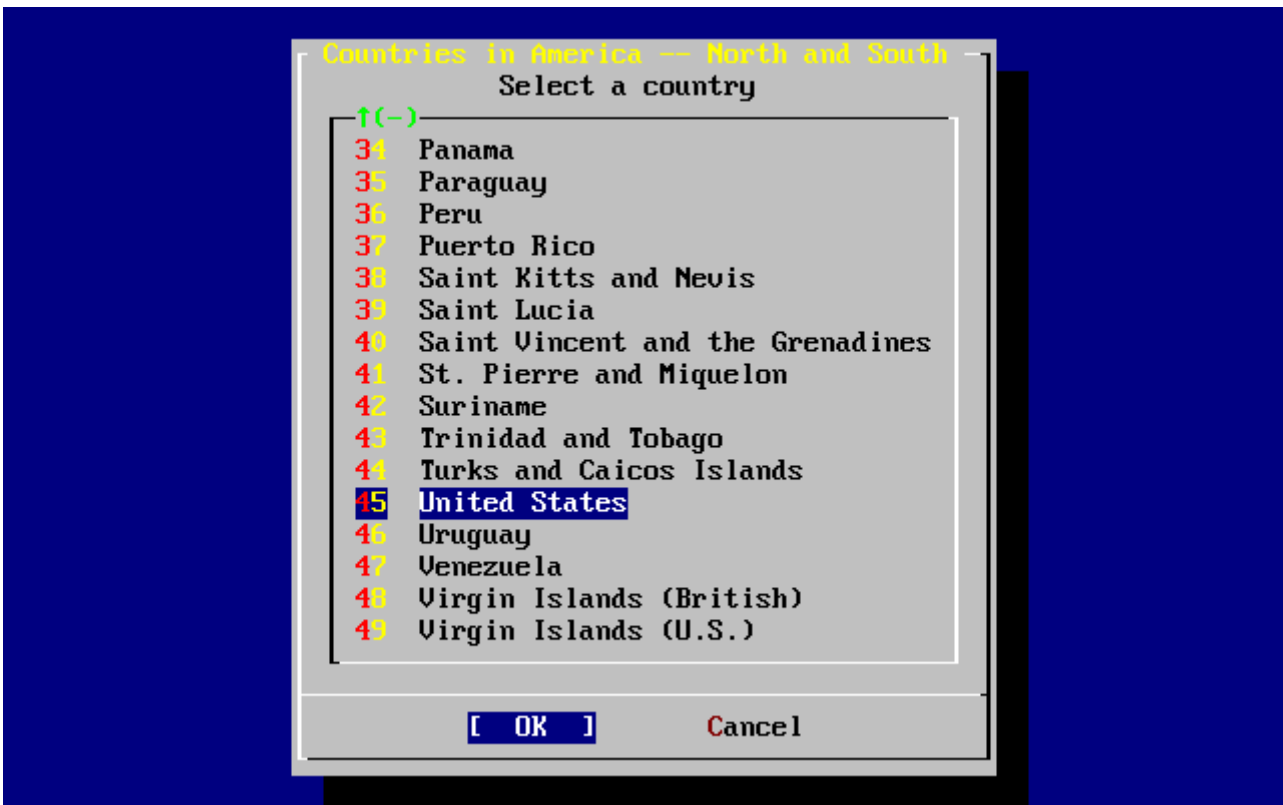 Countries in America -- North and South
Select a country
↑(-)
34 Panama
35 Paraguay
36 Peru
37 Puerto Rico
38 Saint Kitts and Nevis
39 Saint Lucia
40 Saint Vincent and the Grenadines
41 St. Pierre and Miquelon
42 Suriname
43 Trinidad and Tobago
44 Turks and Caicos Islands
45 United States
46 Uruguay
47 Venezuela
48 Virgin Islands (British)
49 Virgin Islands (U.S.)
[ OK ] Cancel